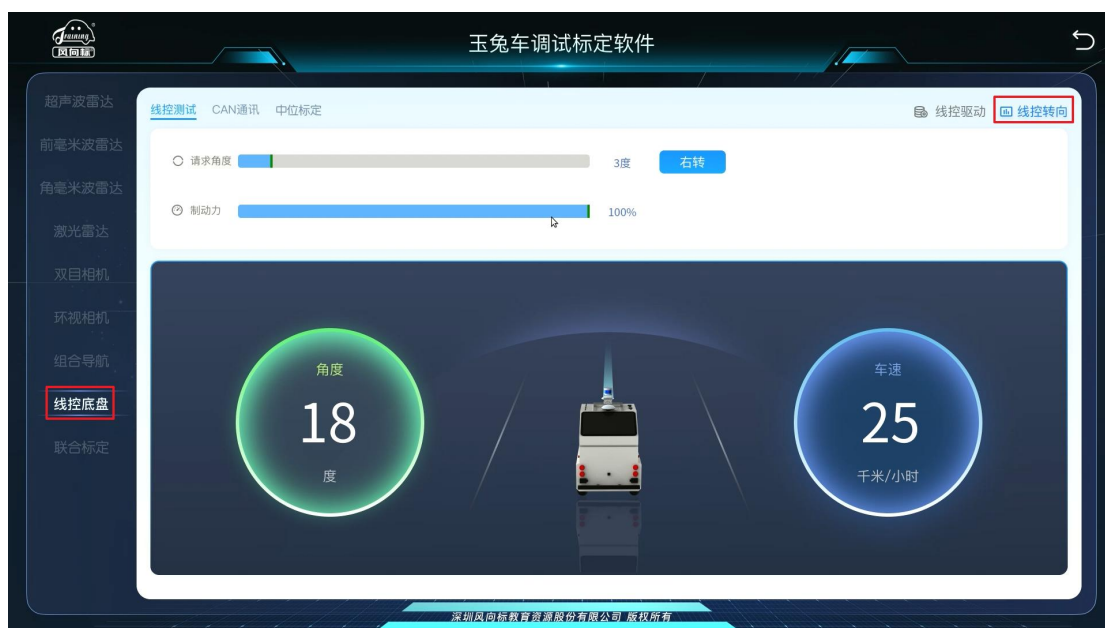 Training
风向标
玉兔车调试标定软件
超声波雷达
前毫米波雷达
角毫米波雷达
激光雷达
双目相机
环视相机
组合导航
线控底盘
联合标定
线控测试 CAN通讯 中位标定
线控驱动 线控转向
请求角度 3度 右转
制动力 100%
角度
18
度
车速
25
千米/小时
深圳风向标教育资源股份有限公司 版权所有